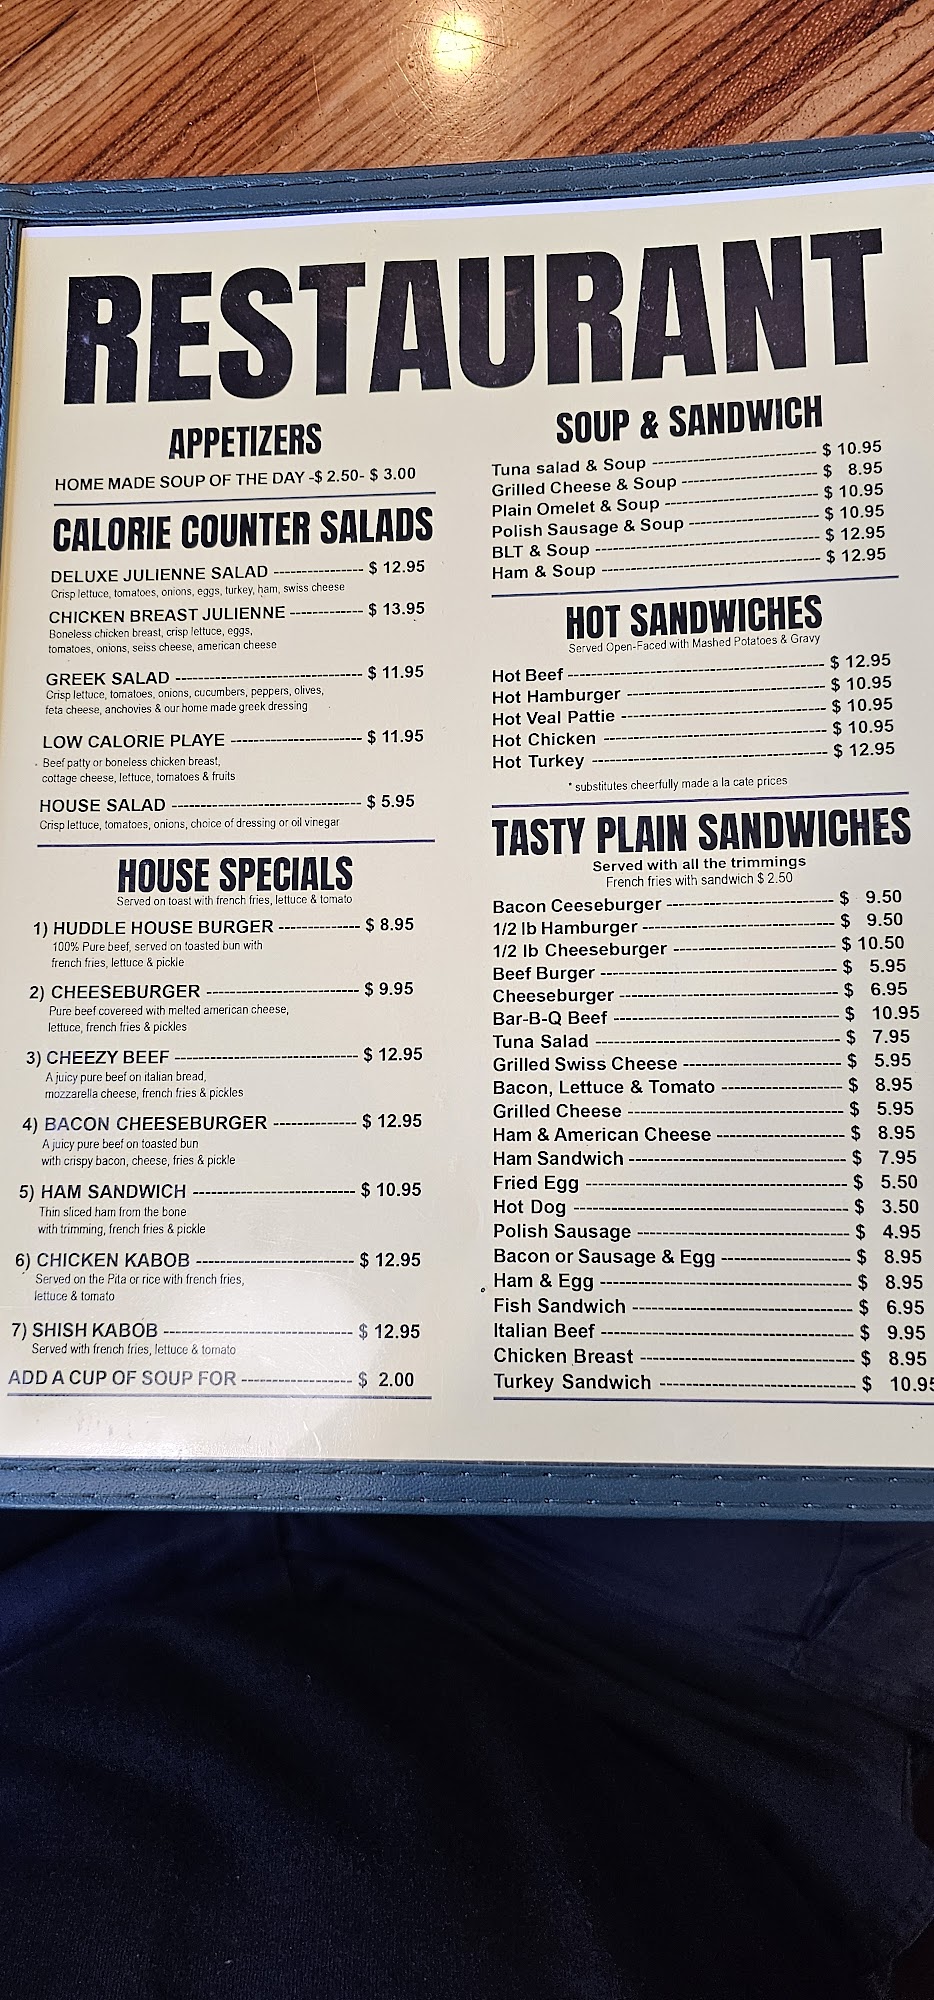 RESTAURANT
APPETIZERS
HOME MADE SOUP OF THE DAY -$ 2.50- $ 3.00
CALORIE COUNTER SALADS
DELUXE JULIENNE SALAD ---------------- $ 12.95
Crisp lettuce, tomatoes, onions, eggs, turkey, ham, swiss cheese
CHICKEN BREAST JULIENNE ------------- $ 13.95
Boneless chicken breast, crisp lettuce, eggs,
tomatoes, onions, seiss cheese, american cheese
GREEK SALAD --------------------------------- $ 11.95
Crisp lettuce, tomatoes, onions, cucumbers, peppers, olives,
feta cheese, anchovies & our home made greek dressing
LOW CALORIE PLAYE ----------------------- $ 11.95
Beef patty or boneless chicken breast,
cottage cheese, lettuce, tomatoes & fruits
HOUSE SALAD --------------------------------- $ 5.95
Crisp lettuce, tomatoes, onions, choice of dressing or oil vinegar
HOUSE SPECIALS
Served on toast with french fries, lettuce & tomato
1) HUDDLE HOUSE BURGER -------------- $ 8.95
100% Pure beef, served on toasted bun with
french fries, lettuce & pickle
2) CHEESEBURGER --------------------------- $ 9.95
Pure beef covereed with melted american cheese,
lettuce, french fries & pickles
3) CHEEZY BEEF -------------------------------- $ 12.95
A juicy pure beef on italian bread,
mozzarella cheese, french fries & pickles
4) BACON CHEESEBURGER --------------- $ 12.95
A juicy pure beef on toasted bun
with crispy bacon, cheese, fries & pickle
5) HAM SANDWICH ----------------------------- $ 10.95
Thin sliced ham from the bone
with trimming, french fries & pickle
6) CHICKEN KABOB -------------------------------- $ 12.95
Served on the Pita or rice with french fries,
lettuce & tomato
7) SHISH KABOB --------------------------------- $ 12.95
Served with french fries, lettuce & tomato
ADD A CUP OF SOUP FOR ------------------- $ 2.00
SOUP & SANDWICH
Tuna salad & Soup ---------------------------- $ 10.95
Grilled Cheese & Soup ----------------------- $ 8.95
Plain Omelet & Soup -------------------------- $ 10.95
Polish Sausage & Soup ---------------------- $ 10.95
BLT & Soup -------------------------------------- $ 12.95
Ham & Soup -------------------------------------- $ 12.95
HOT SANDWICHES
Served Open-Faced with Mashed Potatoes & Gravy
Hot Beef -------------------------------------------- $ 12.95
Hot Hamburger ----------------------------------- $ 10.95
Hot Veal Pattie ----------------------------------- $ 10.95
Hot Chicken --------------------------------------- $ 10.95
Hot Turkey ---------------------------------------- $ 12.95
* substitutes cheerfully made a la cate prices
TASTY PLAIN SANDWICHES
Served with all the trimmings
French fries with sandwich $ 2.50
Bacon Ceeseburger ---------------------------- $ 9.50
1/2 lb Hamburger -------------------------------- $ 9.50
1/2 lb Cheeseburger --------------------------- $ 10.50
Beef Burger --------------------------------------- $ 5.95
Cheeseburger ------------------------------------ $ 6.95
Bar-B-Q Beef ------------------------------------- $ 10.95
Tuna Salad ---------------------------------------- $ 7.95
Grilled Swiss Cheese -------------------------- $ 5.95
Bacon, Lettuce & Tomato -------------------- $ 8.95
Grilled Cheese ----------------------------------- $ 5.95
Ham & American Cheese -------------------- $ 8.95
Ham Sandwich ----------------------------------- $ 7.95
Fried Egg ------------------------------------------ $ 5.50
Hot Dog -------------------------------------------- $ 3.50
Polish Sausage ---------------------------------- $ 4.95
Bacon or Sausage & Egg -------------------- $ 8.95
Ham & Egg ---------------------------------------- $ 8.95
Fish Sandwich ----------------------------------- $ 6.95
Italian Beef --------------------------------------- $ 9.95
Chicken Breast ---------------------------------- $ 8.95
Turkey Sandwich ------------------------------- $ 10.95